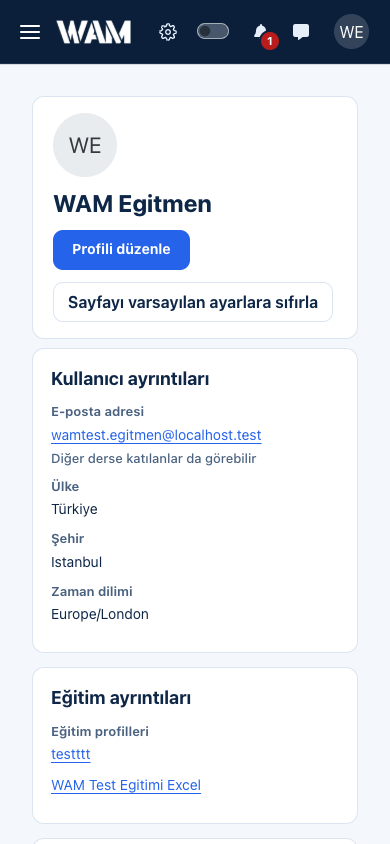 WAM
1
WE
WE
WAM Egitmen
Profili düzenle
Sayfayı varsayılan ayarlara sıfırla
Kullanıcı ayrıntıları
E-posta adresi
wamtest.egitmen@localhost.test
Diğer derse katılanlar da görebilir
Ülke
Türkiye
Şehir
Istanbul
Zaman dilimi
Europe/London
Eğitim ayrıntıları
Eğitim profilleri
testttt
WAM Test Egitimi Excel